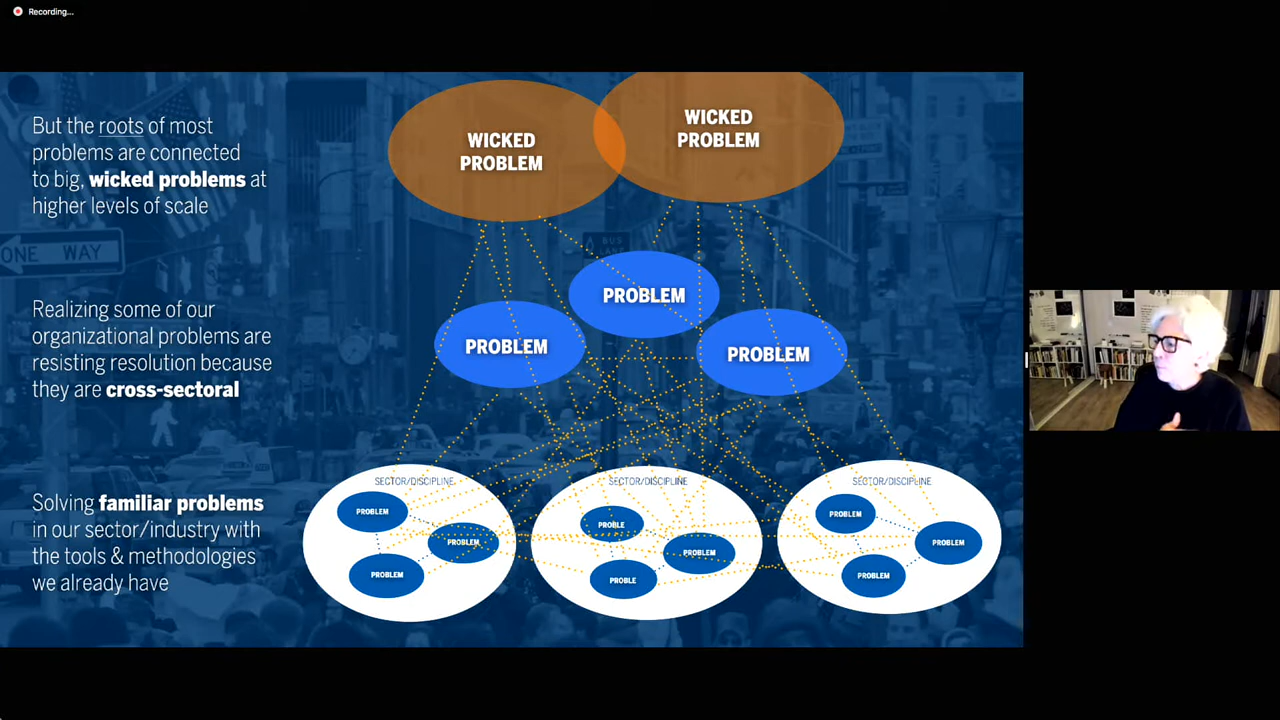 Recording...
But the roots of most
problems are connected
to big, wicked problems at
higher levels of scale
WICKED
PROBLEM
WICKED
PROBLEM
ONE WAY
BUS
LANE
Realizing some of our
organizational problems are
resisting resolution because
they are cross-sectoral
PROBLEM
PROBLEM
PROBLEM
Solving familiar problems
in our sector/industry with
the tools & methodologies
we already have
SECTOR/DISCIPLINE
PROBLEM
PROBLEM
PROBLEM
SECTOR/DISCIPLINE
PROBLE
PROBLEM
PROBLE
SECTOR/DISCIPLINE
PROBLEM
PROBLEM
PROBLEM